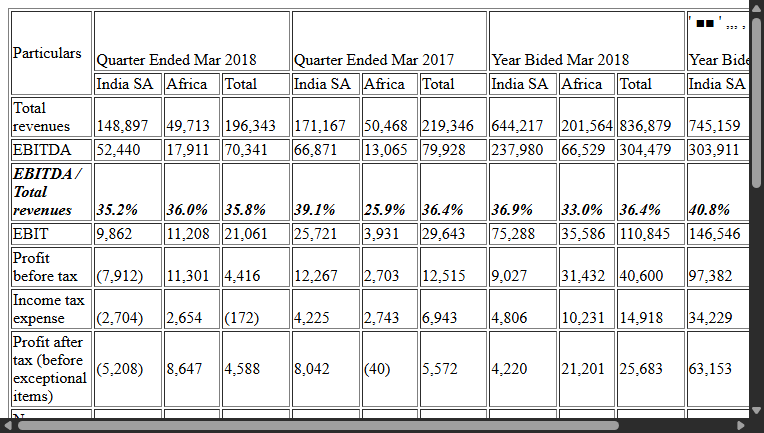 ' ■■ ' ,,, ,
Particulars Quarter Ended Mar 2018 Quarter Ended Mar 2017 Year Bided Mar 2018 Year
India SA Africa Total India SA Africa Total India SA Africa Total India SA
Total
revenues 148,897 49,713 196,343 171,167 50,468 219,346 644,217 201,564 836,879 745,159
EBITDA 52,440 17,911 70,341 66,871 13,065 79,928 237,980 66,529 304,479 303,911
EBITDA /
Total
revenues 35.2% 36.0% 35.8% 39.1% 25.9% 36.4% 36.9% 33.0% 36.4% 40.8%
EBIT 9,862 11,208 21,061 25,721 3,931 29,643 75,288 35,586 110,845 146,546
Profit
before tax (7,912) 11,301 4,416 12,267 2,703 12,515 9,027 31,432 40,600 97,382
Income tax
expense (2,704) 2,654 (172) 4,225 2,743 6,943 4,806 10,231 14,918 34,229
Profit after
tax (before
exceptional (5,208) 8,647 4,588 8,042 (40) 5,572 4,220 21,201 25,683 63,153
items)